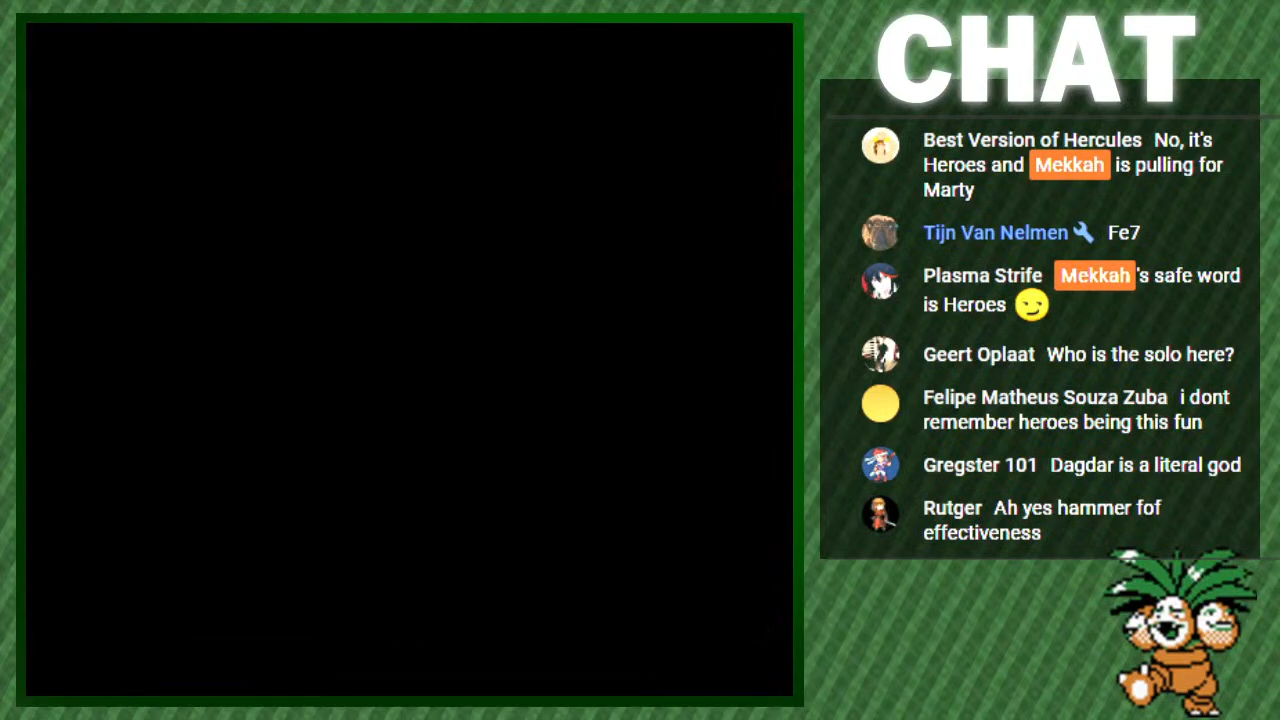 CHAT
Best Version of Hercules No, it's
Heroes and Mekkah is pulling for
Marty
Tijn Van Nelmen Fe7
Plasma Strife Mekkah's safe word
is Heroes
Geert Oplaat Who is the solo here?
Felipe Matheus Souza Zuba i dont
remember heroes being this fun
Gregster 101 Dagdar is a literal god
Rutger Ah yes hammer fof
effectiveness